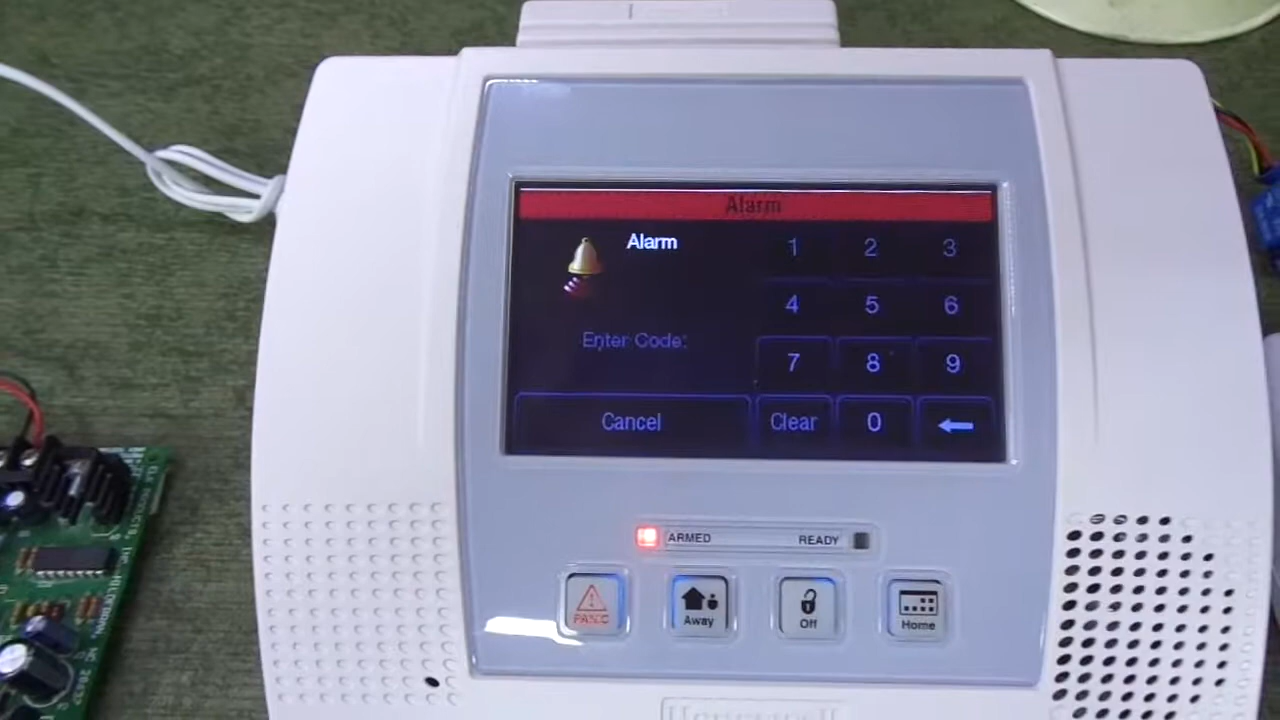 Alarm
Alarm
1 2 3
Enter Code:
4 5 6
7 8 9
Cancel Clear 0
ARMED READY
PANIC Away Off Home
Honeywell